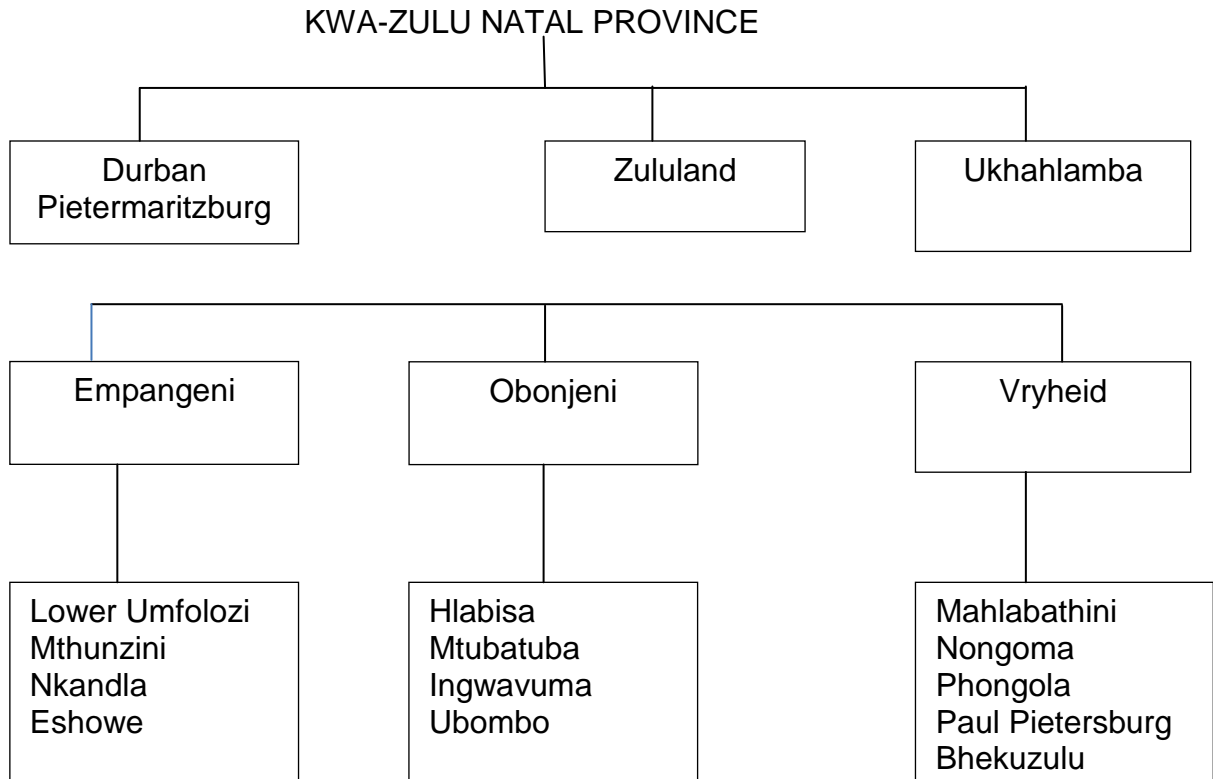 KWA-ZULU NATAL PROVINCE
Durban
Pietermaritzburg
Zululand
Ukhahlamba
Empangeni
Obonjeni
Vryheid
Lower Umfolozi
Mthunzini
Nkandla
Eshowe
Hlabisa
Mtubatuba
Ingwavuma
Ubombo
Mahlabathini
Nongoma
Phongola
Paul Pietersburg
Bhekuzulu